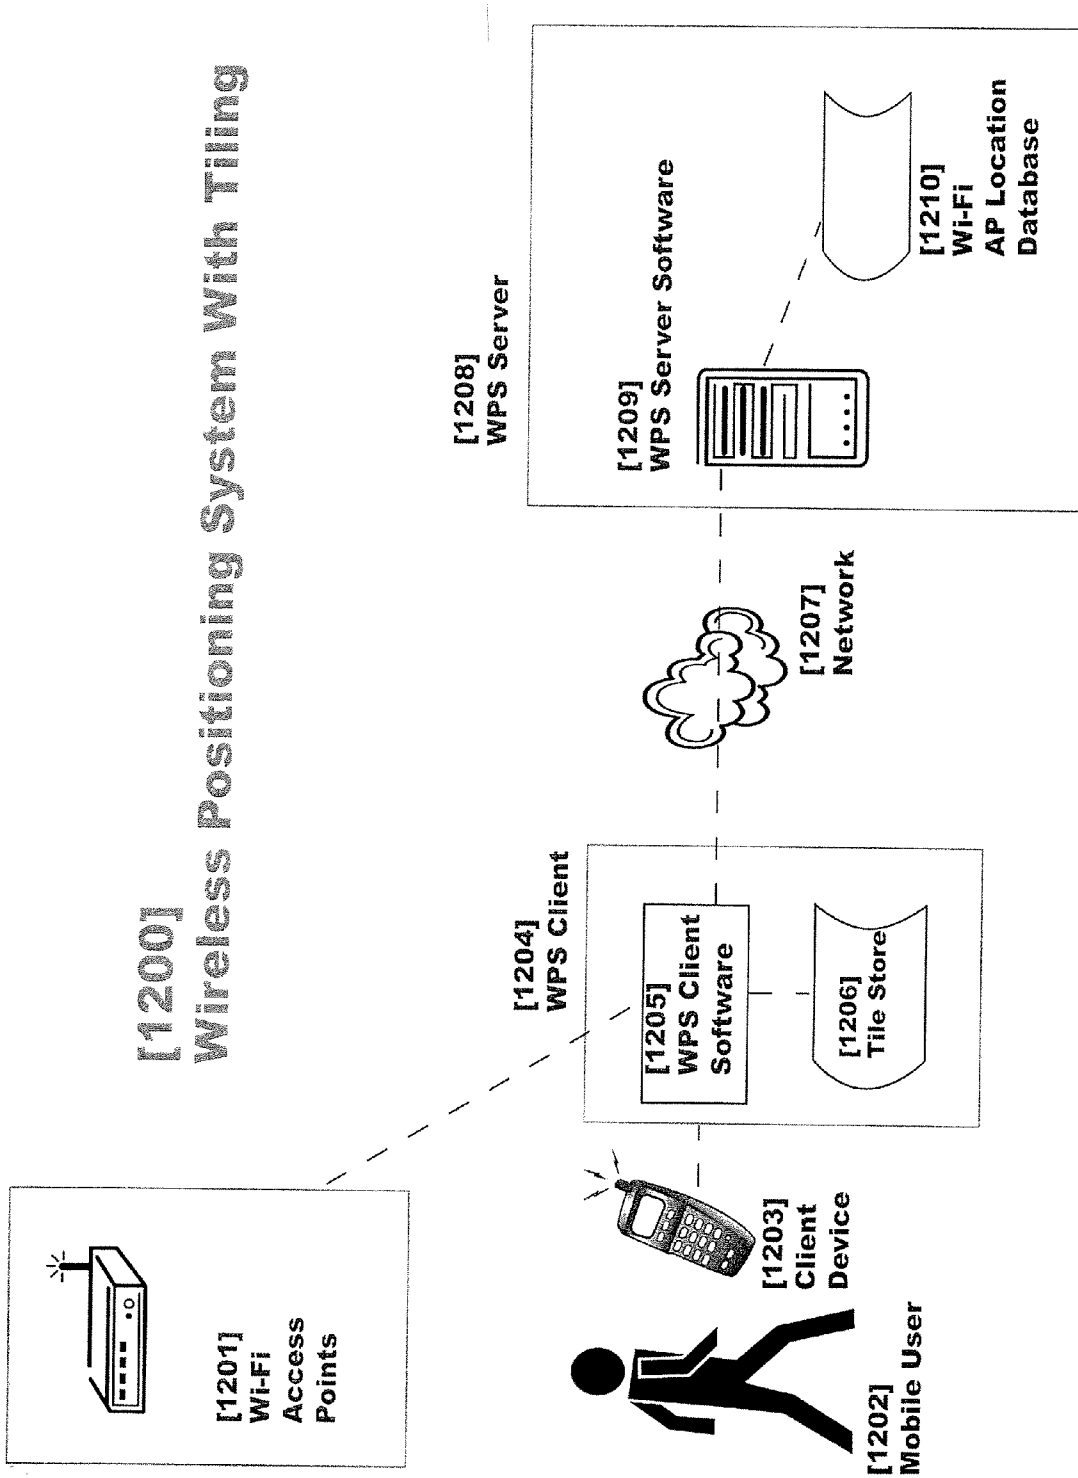 [1200]
Wireless Positioning System With Tiling
[1201]
Wi-Fi
Access
Points
[1202]
Mobile User
[1203]
Client
Device
[1204]
WPS Client
[1205]
WPS Client
Software
[1206]
Tile Store
[1207]
Network
[1208]
WPS Server
[1209]
WPS Server Software
[1210]
Wi-Fi
AP Location
Database